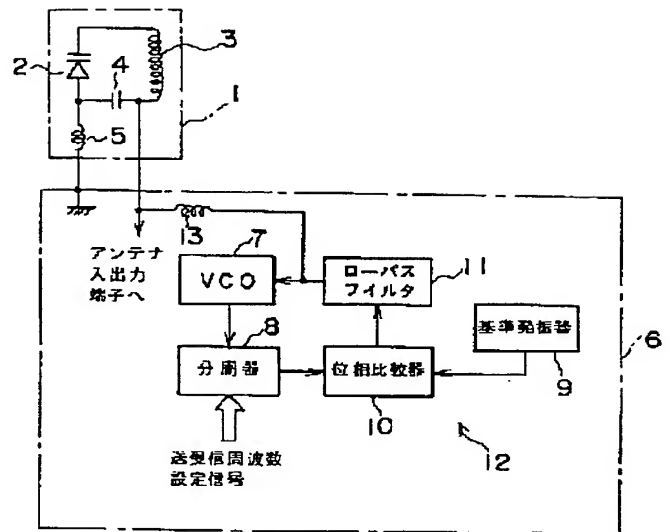 2
4
3
1
5
13
アンテナ
入出力
端子へ
7
VCO
ローパス
フィルタ
11
8
分周器
位相比較器
基準発振器
6
10
9
12
送受信周波数
設定信号